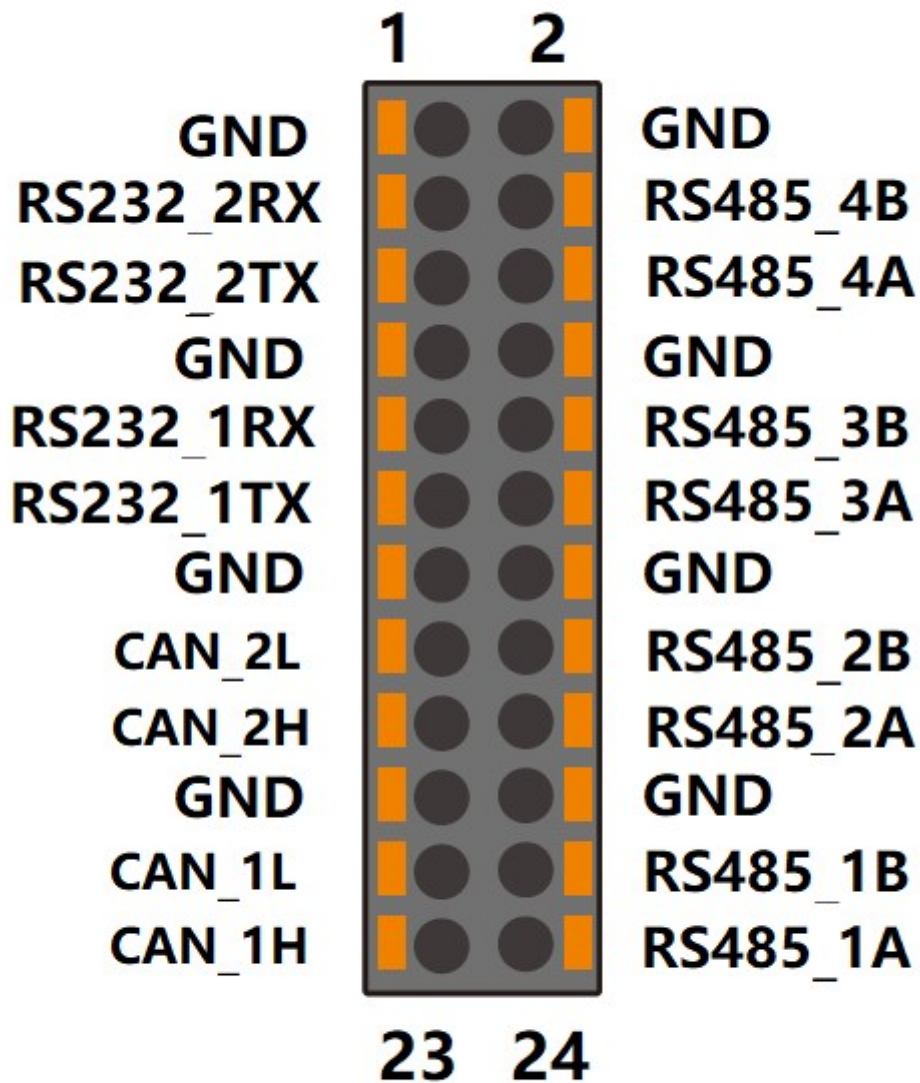 1 2
GND GND
RS232_2RX RS485_4B
RS232_2TX RS485_4A
GND GND
RS232_1RX RS485_3B
RS232_1TX RS485_3A
GND GND
CAN_2L RS485_2B
CAN_2H RS485_2A
GND GND
CAN_1L RS485_1B
CAN_1H RS485_1A
23 24